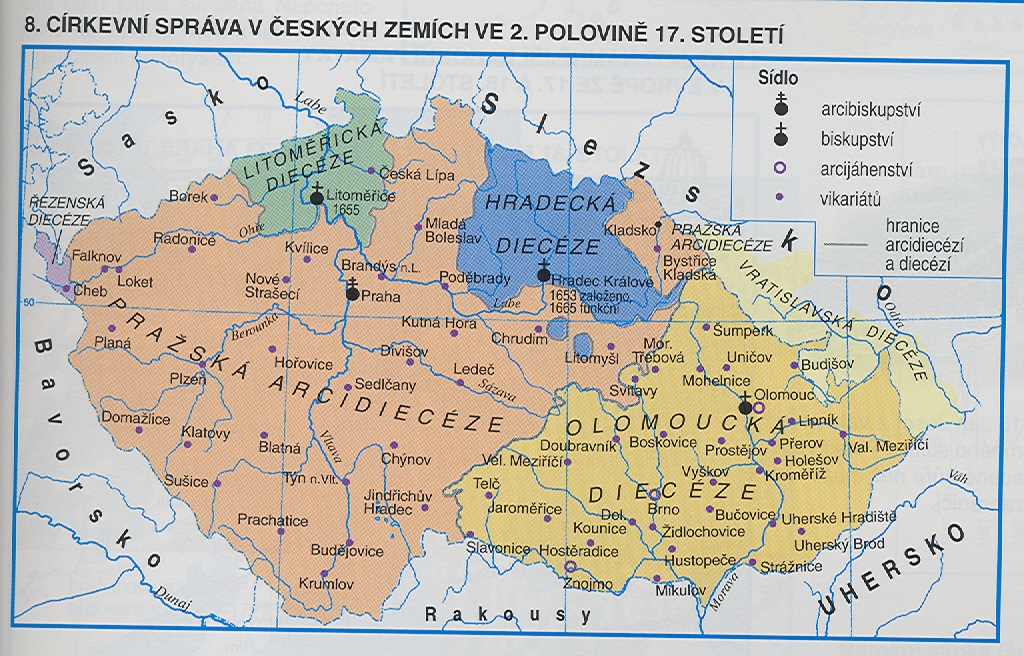 8. CÍRKEVNÍ SPRÁVA V ČESKÝCH ZEMÍCH VE 2. POLOVINĚ 17. STOLETÍ
Sídlo
arcibiskupství
biskupství
arcijáhenství
vikariátů
hranice
arcidiecézí
a diecézí
Sasko
Labe
Slezsko
LITOMĚŘICKÁ
DIECÉZE
Česká Lípa
Litoměřice
1655
Borek
ŘEZENSKÁ
DIECÉZE
HRADECKÁ
DIECÉZE
Kladsko
PRAŽSKÁ
ARCIDIECÉZE
Bystřice
Kladská
Mladá
Boleslav
Ohře
Radonice
Kvílice
Falknov
Loket
Cheb
Nové
Strašecí
Brandýs n.L.
Praha
Poděbrady
Labe
Hradec Králové
1653 založeno,
1665 funkční
VRATISLAVSKÁ DIECÉZE
Odra
50
Kutná Hora
Chrudim
Litomyšl
Mor.
Třebová
Svitavy
Šumperk
Uničov
Mohelnice
Budišov
Olomouc
Berounka
Planá
Plzeň
Hořovice
Divišov
Ledeč
Sázava
Sedlčany
PRAŽSKÁ ARCIDIECÉZE
Bavorsko
Domažlice
Klatovy
Blatná
Vltava
Chýnov
Sušice
Týn n.Vlt.
Jindřichův
Hradec
Prachatice
Budějovice
Krumlov
Dunaj
OLOMOUCKÁ
DIECÉZE
Doubravník
Boskovice
Prostějov
Lipník
Přerov
Holešov
Val. Meziříčí
Kroměříž
Vel. Meziříčí
Vyškov
Telč
Jaroměřice
Brno
Dol.
Kounice
Bučovice
Židlochovice
Uherské Hradiště
Uherský Brod
Slavonice
Hostěradice
Hustopeče
Strážnice
Znojmo
Mikulov
Morava
Váh
UHERSKO
Rakousy